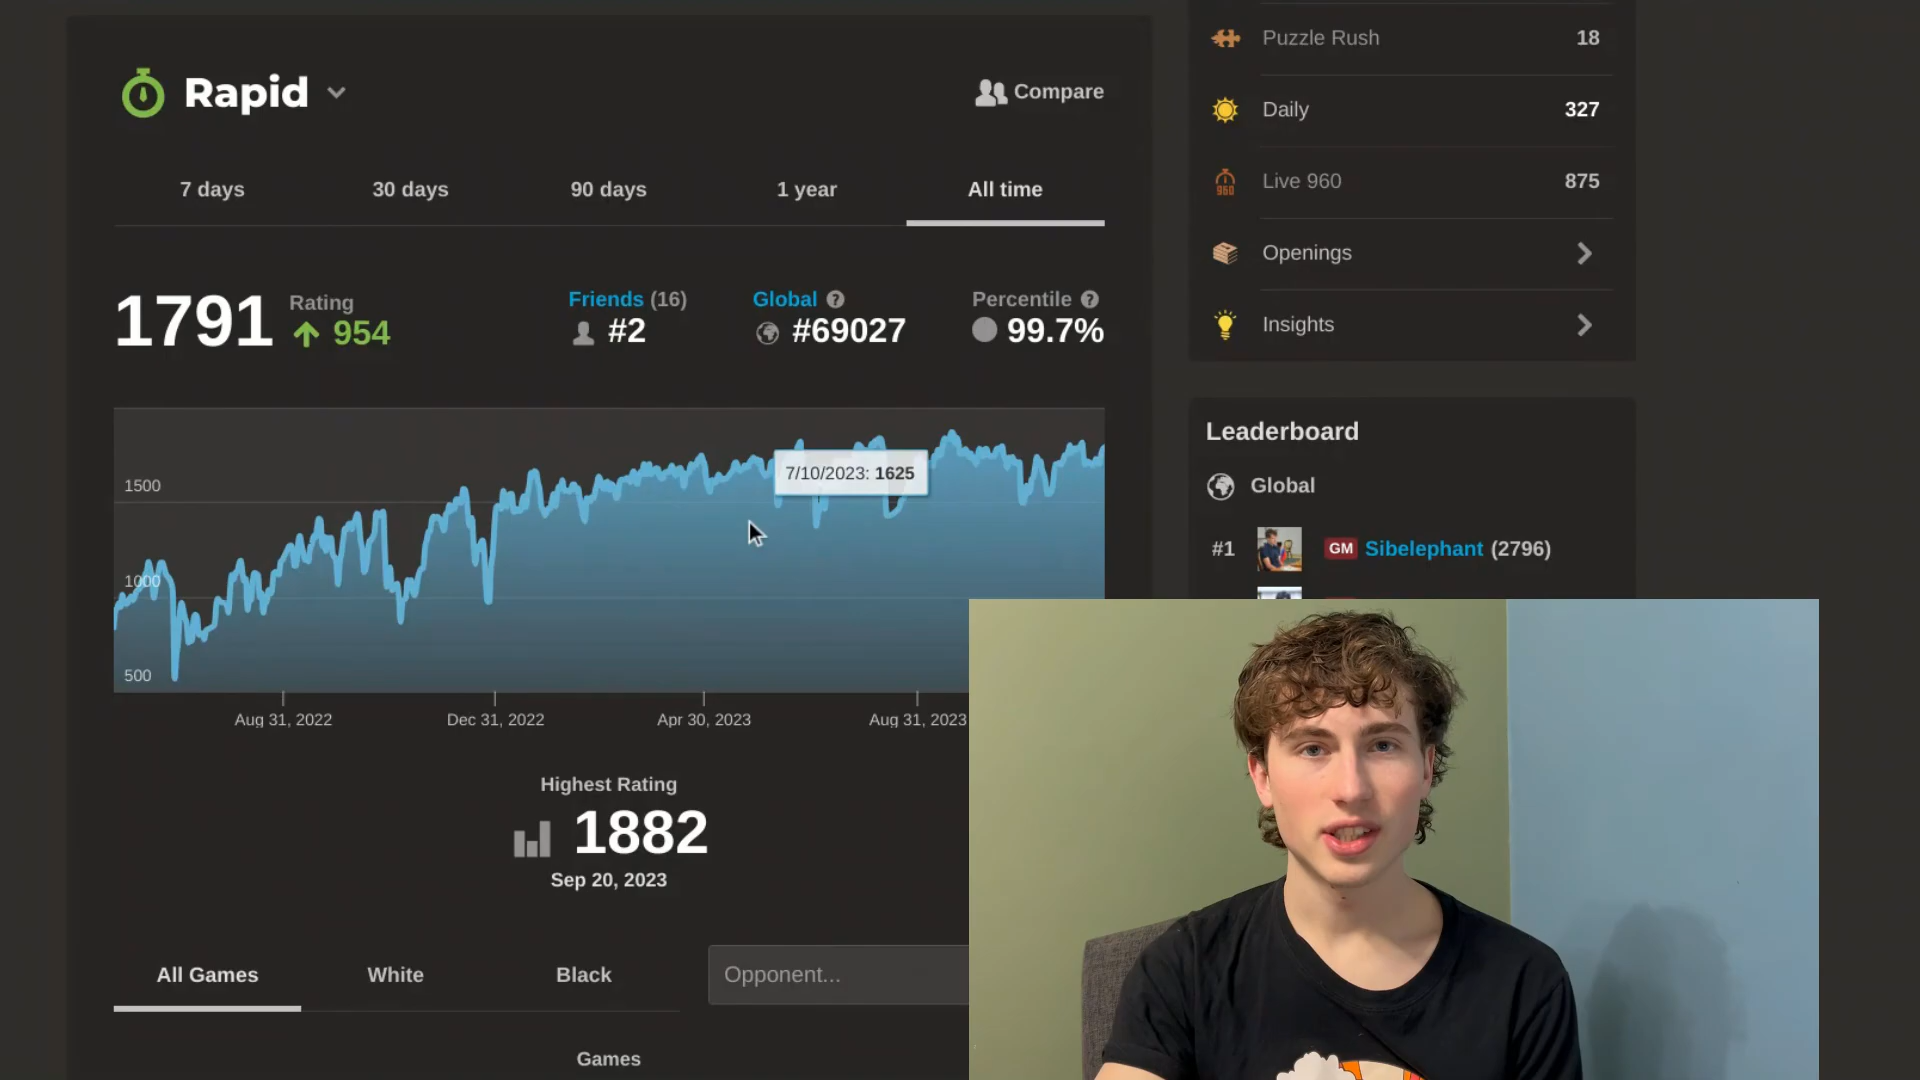 Rapid
Compare
7 days
30 days
90 days
1 year
All time
1791
Rating
954
Friends (16)
#2
Global
#69027
Percentile
99.7%
7/10/2023: 1625
1500
1000
500
Aug 31, 2022
Dec 31, 2022
Apr 30, 2023
Aug 31, 2023
Highest Rating
1882
Sep 20, 2023
All Games
White
Black
Opponent...
Games
Puzzle Rush
18
Daily
327
960
Live 960
875
Openings
Insights
Leaderboard
Global
#1
GM Sibelephant (2796)